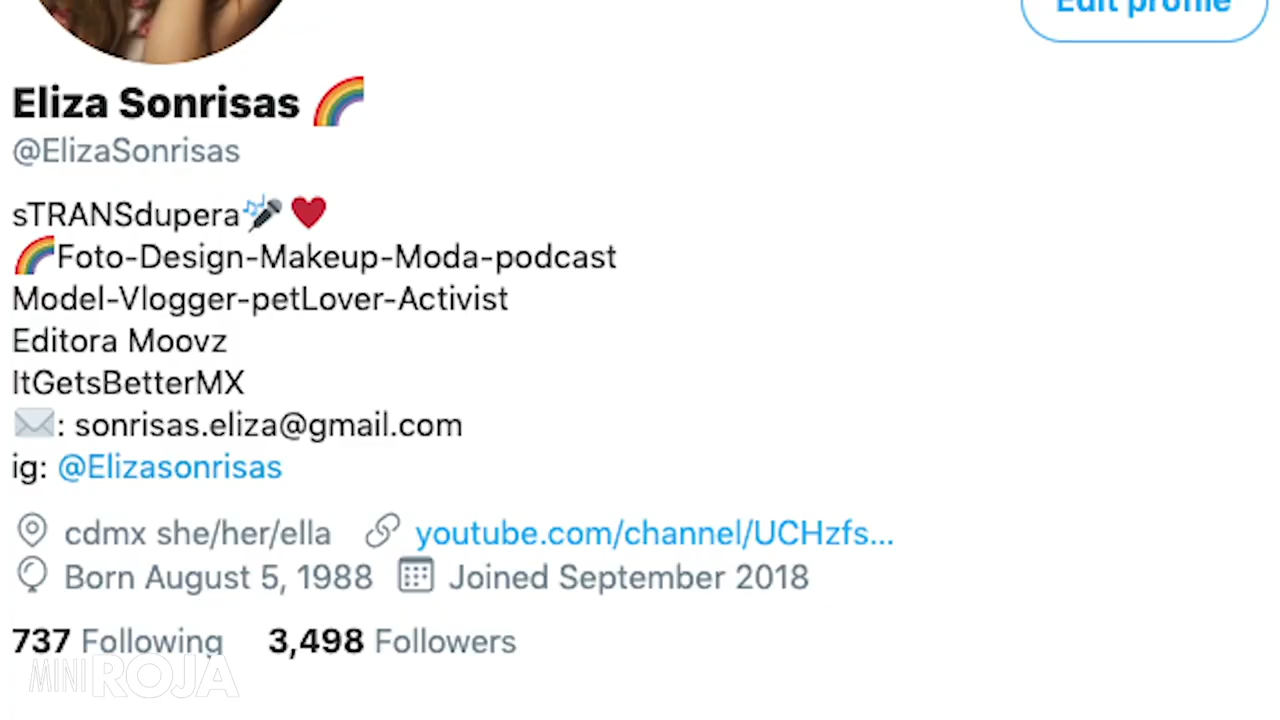 Edit profile
Eliza Sonrisas 🌈
@ElizaSonrisas
sTRANSdupera🎤❤️
🌈Foto-Design-Makeup-Moda-podcast
Model-Vlogger-petLover-Activist
Editora Moovz
ItGetsBetterMX
✉️: sonrisas.eliza@gmail.com
ig: @Elizasonrisas
cdmx she/her/ella youtube.com/channel/UCHzfs...
Born August 5, 1988 Joined September 2018
737 Following 3,498 Followers
MINI ROJA